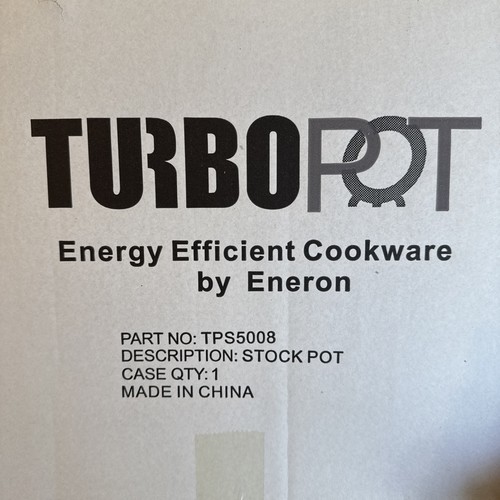 TURBOPOT
Energy Efficient Cookware
by Eneron
PART NO: TPS5008
DESCRIPTION: STOCK POT
CASE QTY: 1
MADE IN CHINA